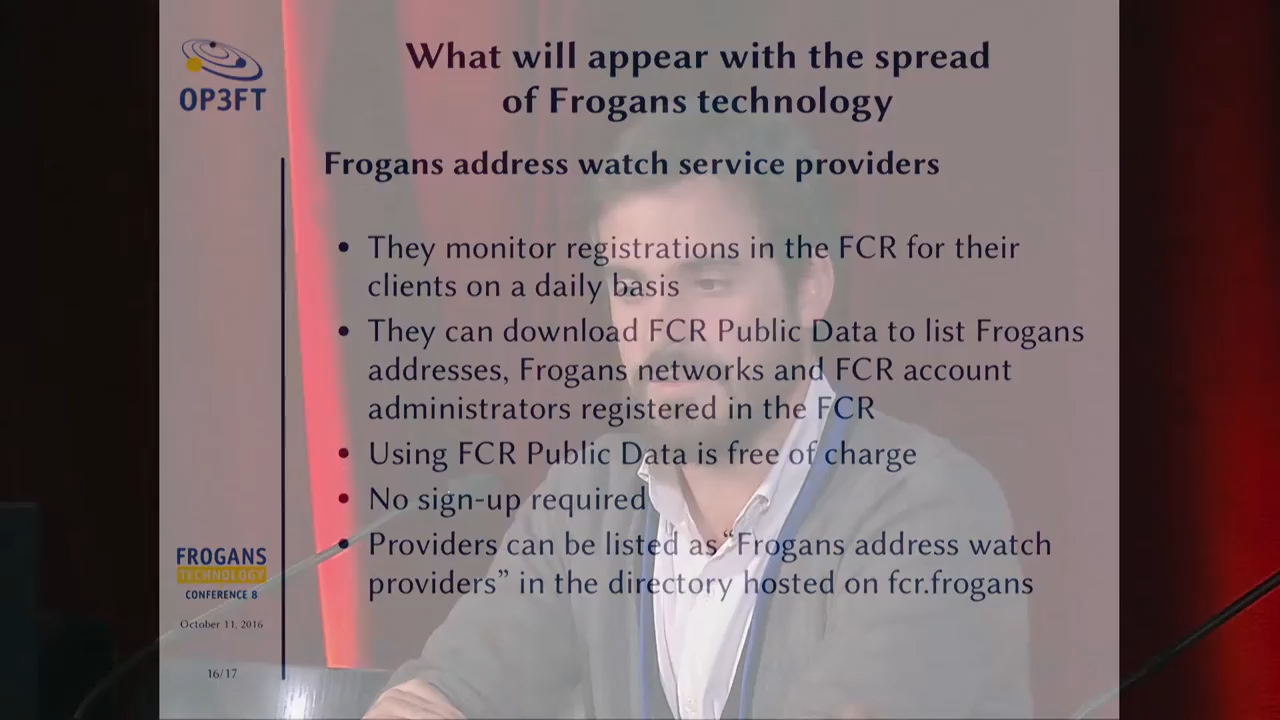 What will appear with the spread
of Frogans technology
OP3FT
Frogans address watch service providers
• They monitor registrations in the FCR for their
clients on a daily basis
• They can download FCR Public Data to list Frogans
addresses, Frogans networks and FCR account
administrators registered in the FCR
• Using FCR Public Data is free of charge
• No sign-up required
• Providers can be listed as “Frogans address watch
providers” in the directory hosted on fcr.frogans
FROGANS
TECHNOLOGY
CONFERENCE 8
October 11, 2016
16/17